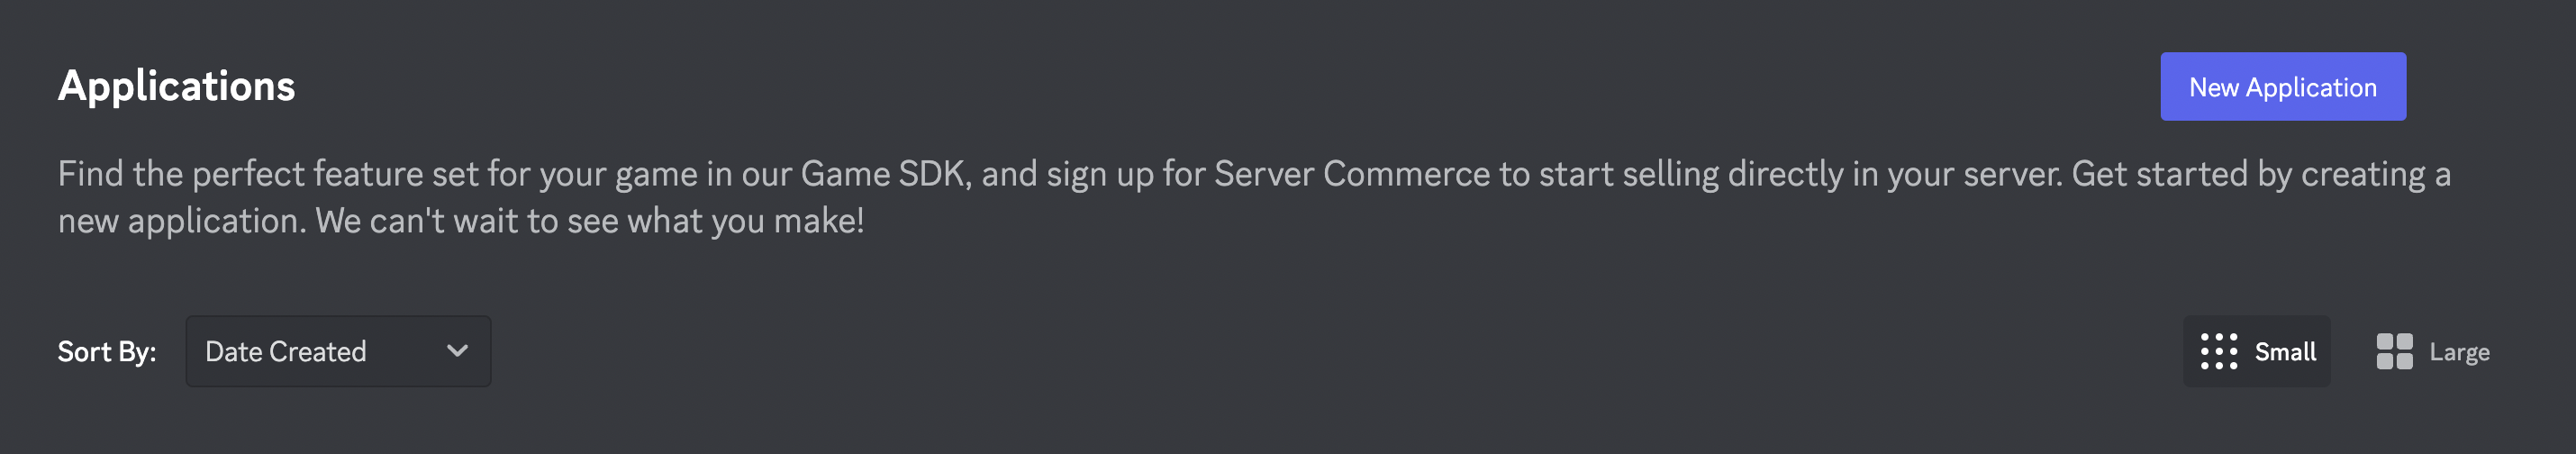 Applications
New Application
Find the perfect feature set for your game in our Game SDK, and sign up for Server Commerce to start selling directly in your server. Get started by creating a
new application. We can't wait to see what you make!
Sort By:
Date Created
Small
Large